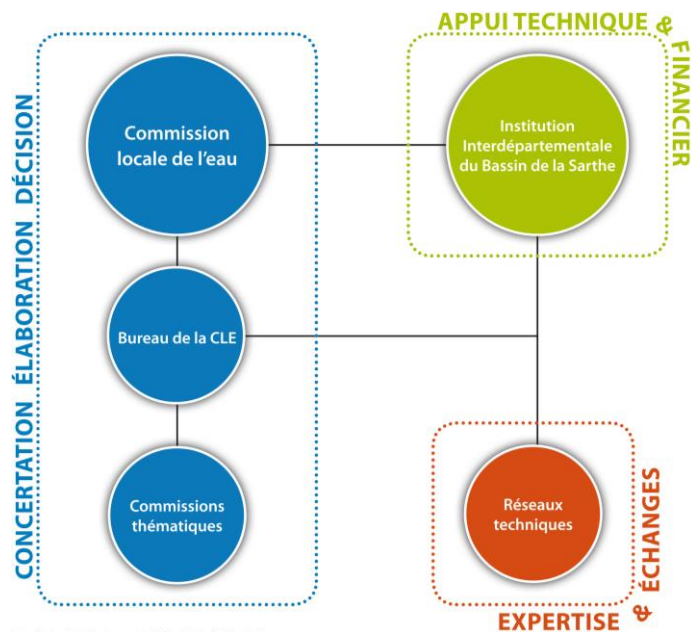 APPUI TECHNIQUE &
FINANCIER
Commission
locale de l'eau
Institution
Interdépartementale
du Bassin de la Sarthe
CONCERTATION ÉLABORATION DÉCISION
Bureau de la CLE
Commissions
thématiques
Réseaux
techniques
EXPERTISE & ÉCHANGES